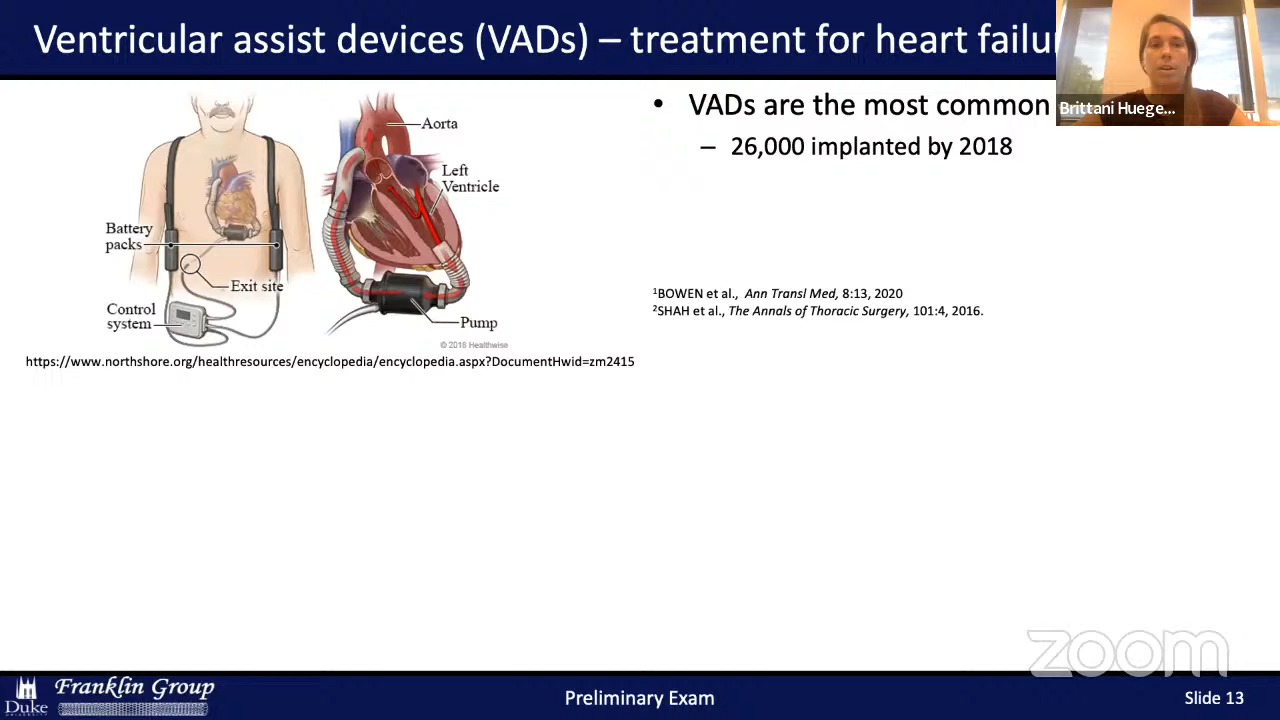 Ventricular assist devices (VADs) – treatment for heart
Brittani Huege...
• VADs are the most common
– 26,000 implanted by 2018
Aorta
Left
Ventricle
Battery
packs
Exit site
Control
system
Pump
© 2018 Healthwise
https://www.northshore.org/healthresources/encyclopedia/encyclopedia.aspx?DocumentHwid=zm2415
¹BOWEN et al., Ann Transl Med, 8:13, 2020
²SHAH et al., The Annals of Thoracic Surgery, 101:4, 2016.
zoom
Duke
Franklin Group
Preliminary Exam
Slide 13